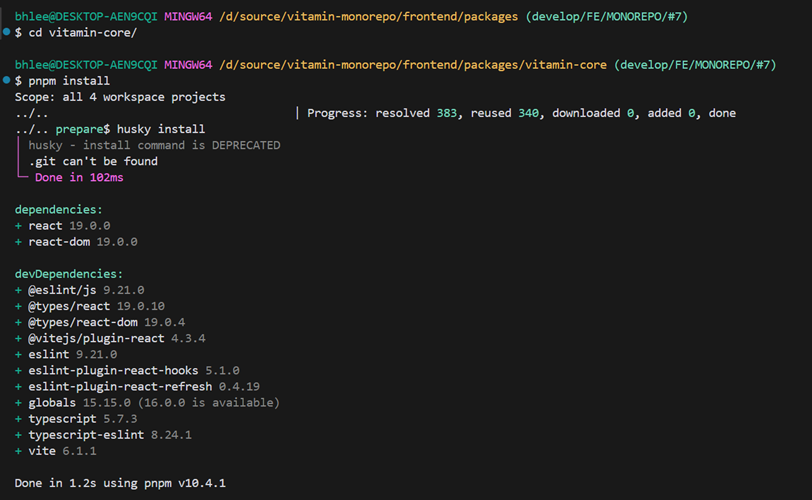 bhlee@DESKTOP-AEN9CQI MINGW64 /d/source/vitamin-monorepo/frontend/packages (develop/FE/MONOREPO/#7)
$ cd vitamin-core/
bhlee@DESKTOP-AEN9CQI MINGW64 /d/source/vitamin-monorepo/frontend/packages/vitamin-core (develop/FE/MONOREPO/#7)
$ pnpm install
Scope: all 4 workspace projects
../.. | Progress: resolved 383, reused 340, downloaded 0, added 0, done
../.. prepare$ husky install
husky - install command is DEPRECATED
.git can't be found
Done in 102ms
dependencies:
+ react 19.0.0
+ react-dom 19.0.0
devDependencies:
+ @eslint/js 9.21.0
+ @types/react 19.0.10
+ @types/react-dom 19.0.4
+ @vitejs/plugin-react 4.3.4
+ eslint 9.21.0
+ eslint-plugin-react-hooks 5.1.0
+ eslint-plugin-react-refresh 0.4.19
+ globals 15.15.0 (16.0.0 is available)
+ typescript 5.7.3
+ typescript-eslint 8.24.1
+ vite 6.1.1
Done in 1.2s using pnpm v10.4.1